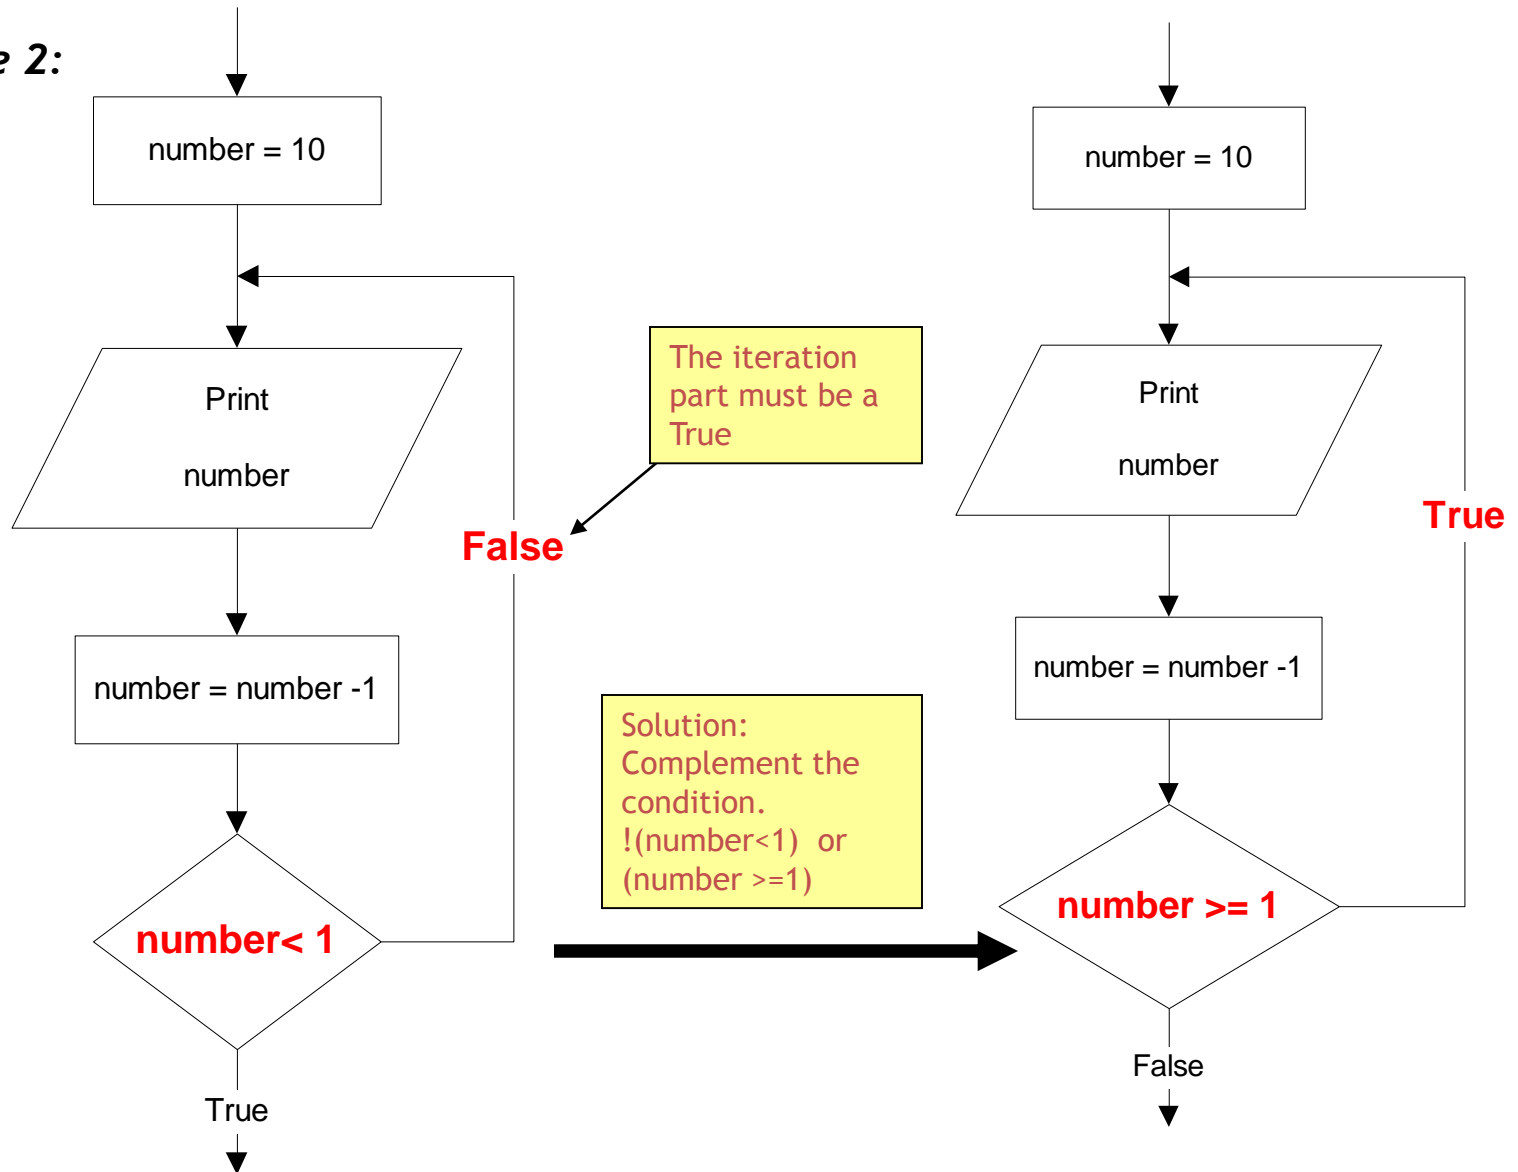 e 2:
number = 10
Print
number
False
number = number -1
number< 1
True
The iteration
part must be a
True
Solution:
Complement the
condition.
!(number<1)  or
(number >=1)
number = 10
Print
number
True
number = number -1
number >= 1
False